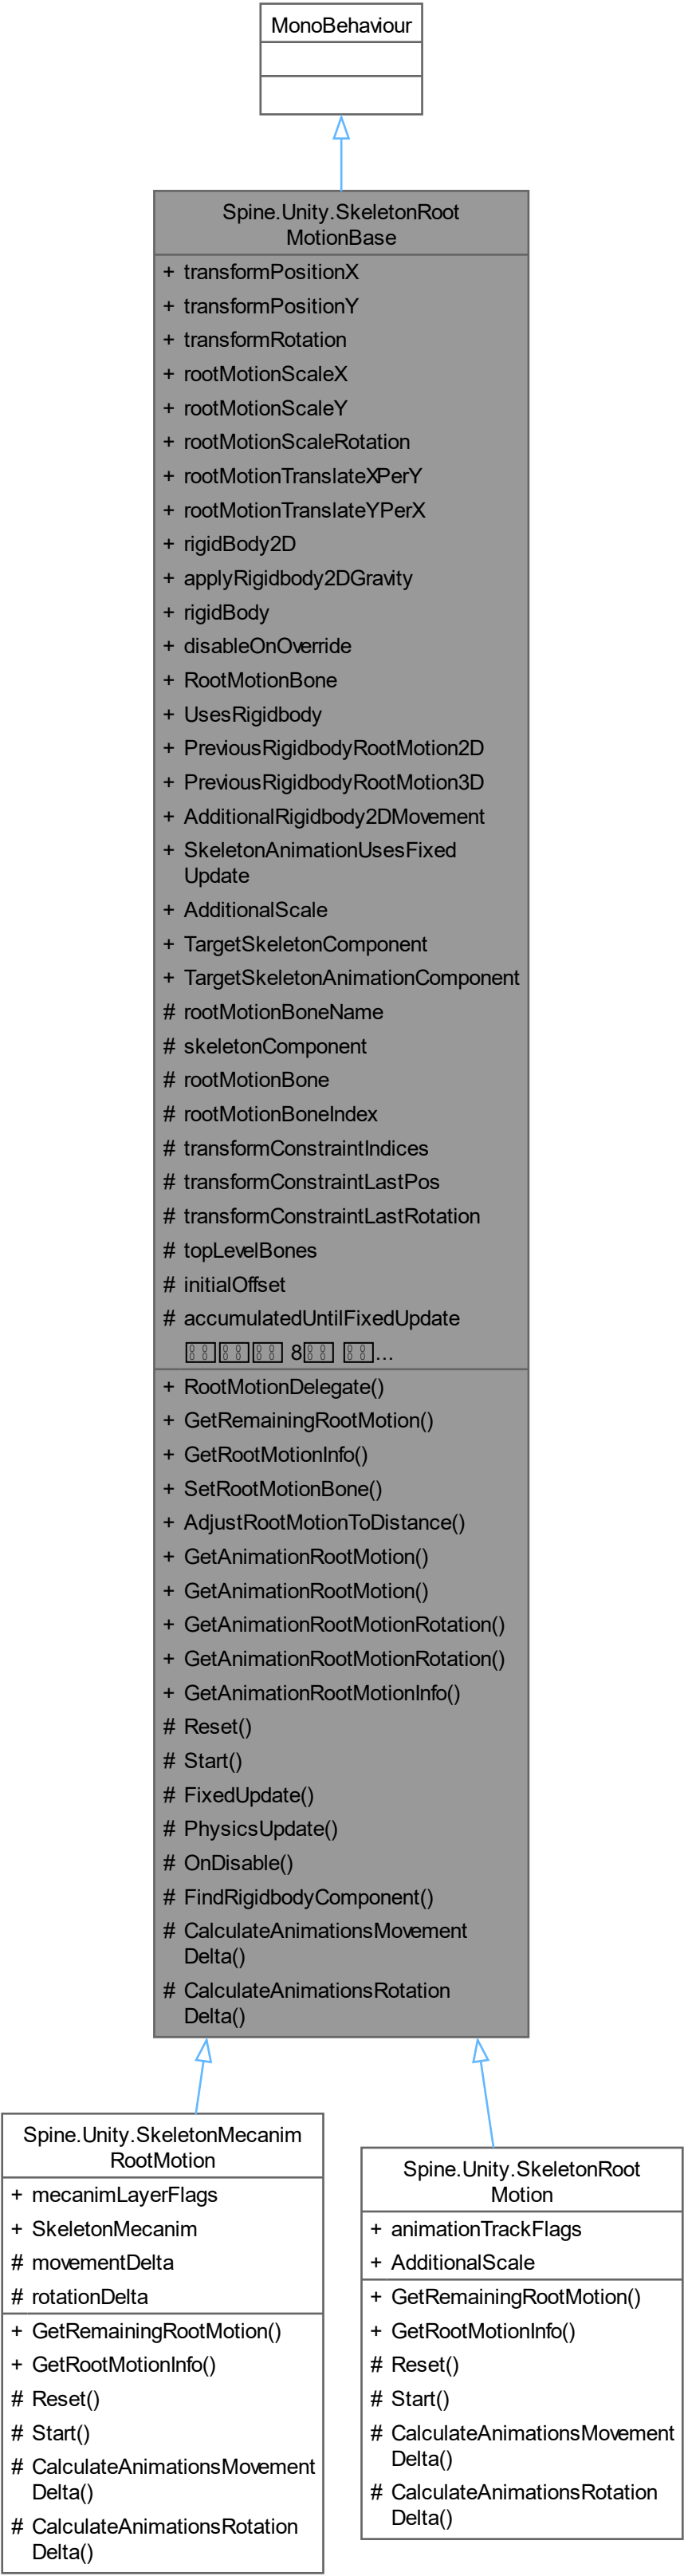 MonoBehaviour
Spine.Unity.SkeletonRoot
MotionBase
+ transformPositionX
+ transformPositionY
+ transformRotation
+ rootMotionScaleX
+ rootMotionScaleY
+ rootMotionScaleRotation
+ rootMotionTranslateXPerY
+ rootMotionTranslateYPerX
+ rigidBody2D
+ applyRigidbody2DGravity
+ rigidBody
+ disableOnOverride
+ RootMotionBone
+ UsesRigidbody
+ PreviousRigidbodyRootMotion2D
+ PreviousRigidbodyRootMotion3D
+ AdditionalRigidbody2DMovement
+ SkeletonAnimationUsesFixed
Update
+ AdditionalScale
+ TargetSkeletonComponent
+ TargetSkeletonAnimationComponent
# rootMotionBoneName
# skeletonComponent
# rootMotionBone
# rootMotionBoneIndex
# transformConstraintIndices
# transformConstraintLastPos
# transformConstraintLastRotation
# topLevelBones
# initialOffset
# accumulatedUntilFixedUpdate
8 ...
+ RootMotionDelegate()
+ GetRemainingRootMotion()
+ GetRootMotionInfo()
+ SetRootMotionBone()
+ AdjustRootMotionToDistance()
+ GetAnimationRootMotion()
+ GetAnimationRootMotion()
+ GetAnimationRootMotionRotation()
+ GetAnimationRootMotionRotation()
+ GetAnimationRootMotionInfo()
# Reset()
# Start()
# FixedUpdate()
# PhysicsUpdate()
# OnDisable()
# FindRigidbodyComponent()
# CalculateAnimationsMovement
Delta()
# CalculateAnimationsRotation
Delta()
Spine.Unity.SkeletonMecanim
RootMotion
+ mecanimLayerFlags
+ SkeletonMecanim
# movementDelta
# rotationDelta
+ GetRemainingRootMotion()
+ GetRootMotionInfo()
# Reset()
# Start()
# CalculateAnimationsMovement
Delta()
# CalculateAnimationsRotation
Delta()
Spine.Unity.SkeletonRoot
Motion
+ animationTrackFlags
+ AdditionalScale
+ GetRemainingRootMotion()
+ GetRootMotionInfo()
# Reset()
# Start()
# CalculateAnimationsMovement
Delta()
# CalculateAnimationsRotation
Delta()